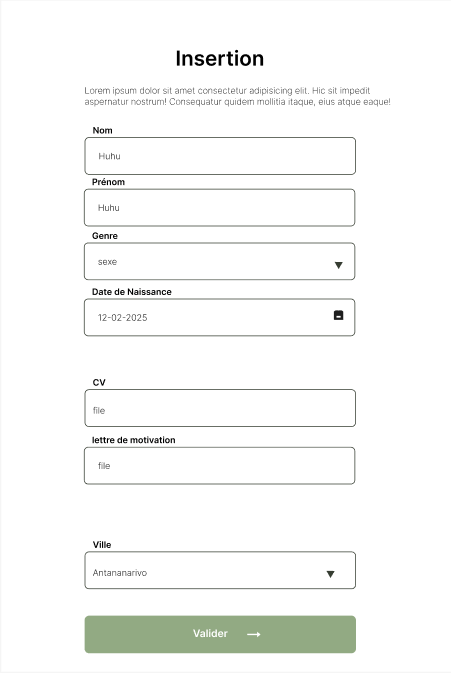 Insertion
Lorem ipsum dolor sit amet consectetur adipisicing elit. Hic sit impedit
aspernatur nostrum! Consequatur quidem mollitia itaque, eius atque eaque!
Nom
Huhu
Prénom
Huhu
Genre
sexe
Date de Naissance
12-02-2025
CV
file
lettre de motivation
file
Ville
Antananarivo
Valider